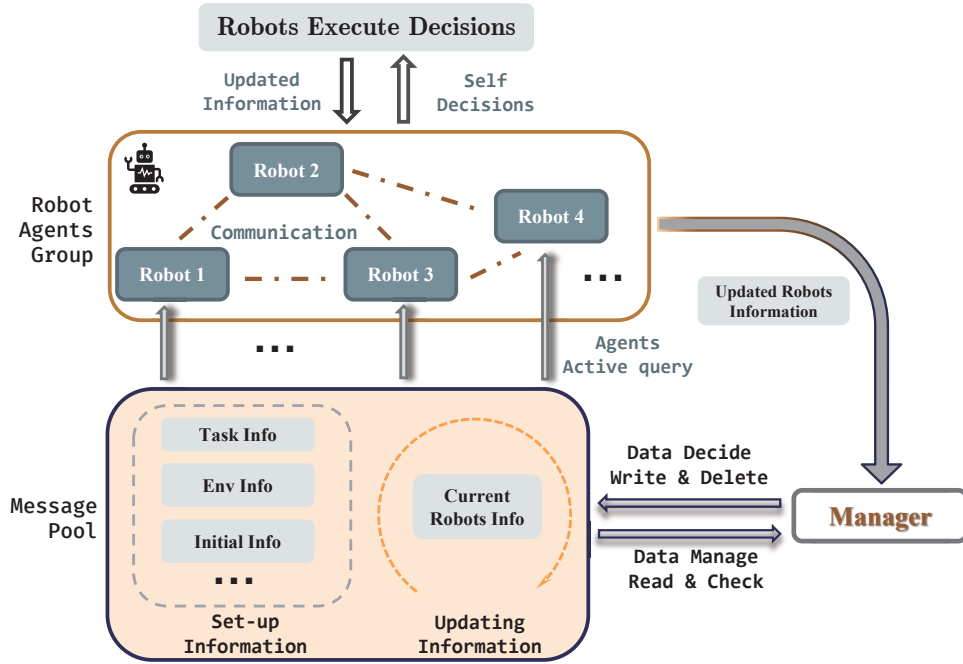 Robots Execute Decisions
Updated
Information
Self
Decisions
Robot
Agents
Group
Robot 2
Robot 4
Communication
Robot 1
Robot 3
...
Updated Robots
Information
...
Agents
Active query
Message
Pool
Task Info
Env Info
Initial Info
...
Set-up
Information
Current
Robots Info
Updating
Information
Data Decide
Write & Delete
Manager
Data Manage
Read & Check